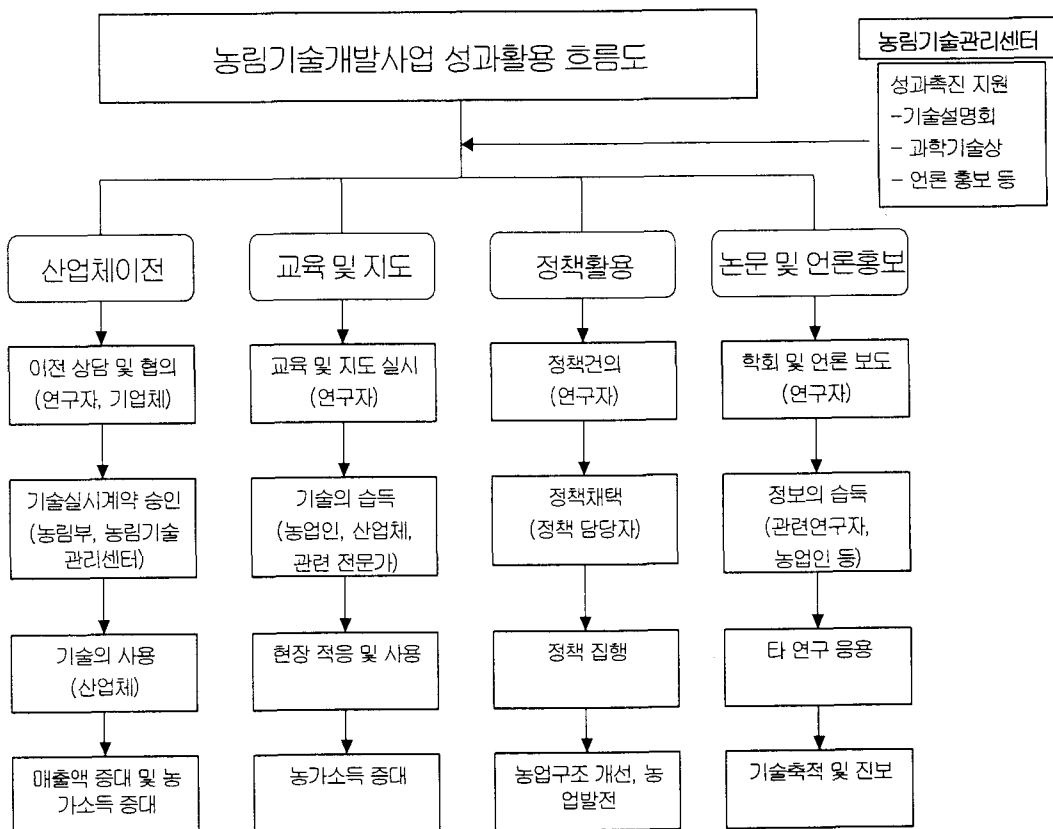 농림기술개발사업 성과활용 흐름도
농림기술관리센터
성과촉진 지원
-기술설명회
- 과학기술상
- 언론 홍보 등
산업체이전
교육 및 지도
정책활용
논문 및 언론홍보
이전 상담 및 협의
(연구자, 기업체)
교육 및 지도 실시
(연구자)
정책건의
(연구자)
학회 및 언론 보도
(연구자)
기술실시계약 승인
(농림부, 농림기술
관리센터)
기술의 습득
(농업인, 산업체,
관련 전문가)
정책채택
(정책 담당자)
정보의 습득
(관련연구자,
농업인 등)
기술의 사용
(산업체)
현장 적응 및 사용
정책 집행
타 연구 응용
매출액 증대 및 농
가소득 증대
농가소득 증대
농업구조 개선, 농
업발전
기술축적 및 진보